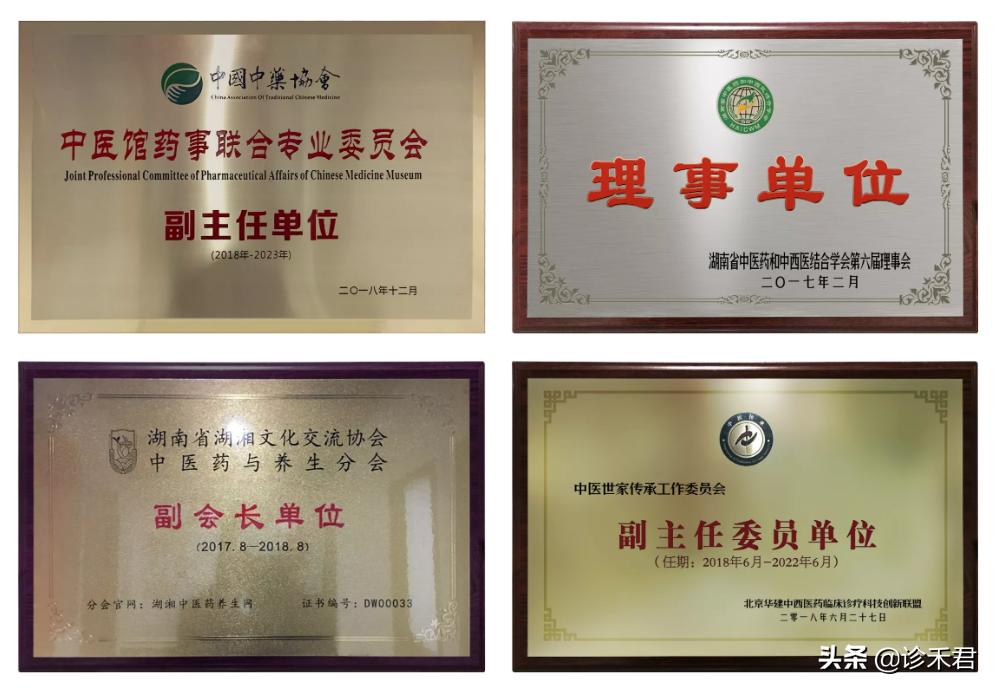 中國中藥協會
China Association Of Traditional Chinese Medicine
中医馆药事联合专业委员会
Joint Professional Committee of Pharmaceutical Affairs of Chinese Medicine Museum
副主任单位
(2018年-2023年)
二〇一八年十二月
HAICWM
理事单位
湖南省中医药和中西医结合学会第六届理事会
二〇一七年二月
湖南省湖湘文化交流协会
中医药与养生分会
副会长单位
(2017.8—2018.8)
分会官网：湖湘中医药养生网 证书编号：DW00033
中医世家传承工作委员会
副主任委员单位
(任期：2018年6月-2022年6月)
北京华建中西医药临床诊疗科技创新联盟
二零一八年六月二十七日
头条 @诊禾君